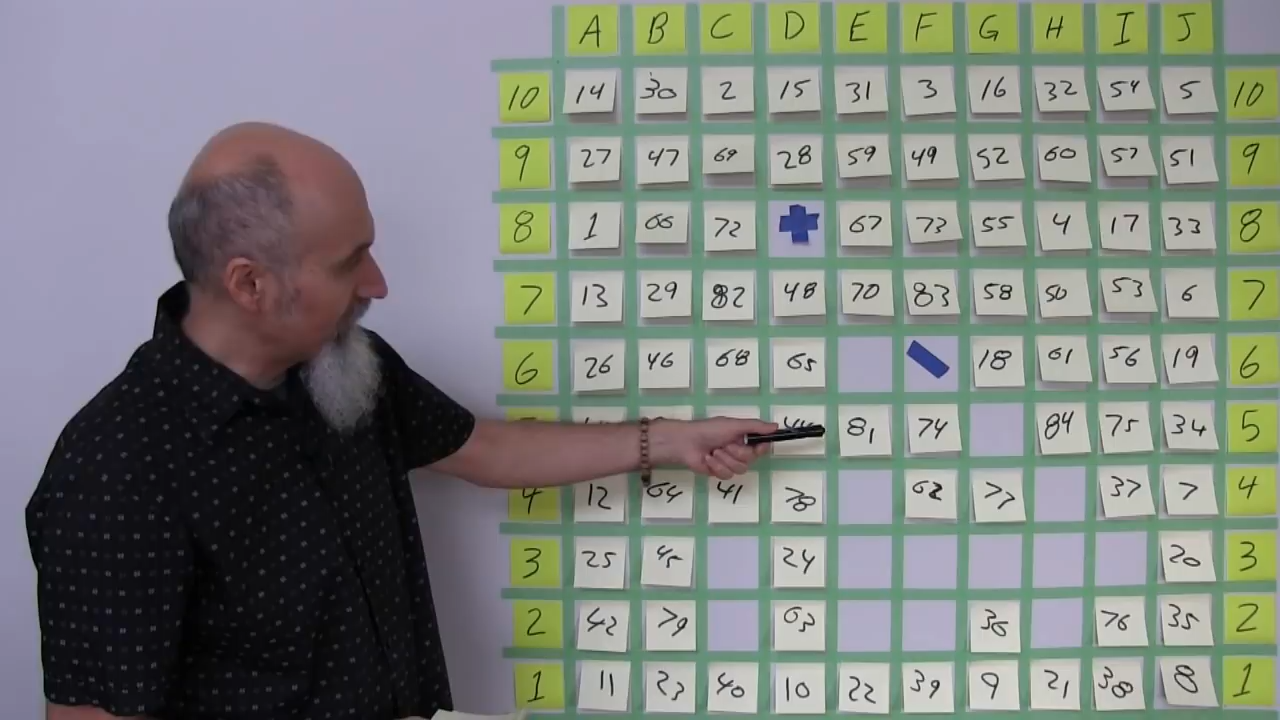 A B C D E F G H I J
10 14 30 2 15 31 3 16 32 54 5 10
9 27 47 69 28 59 49 52 60 57 51 9
8 1 66 72 67 73 55 4 17 33 8
7 13 29 82 48 70 83 58 50 53 6 7
6 26 46 68 65 18 61 56 19 6
81 74 84 75 34 5
4 12 64 41 78 62 77 37 7 4
3 25 45 24 20 3
2 42 79 63 36 76 35 2
1 11 23 40 10 22 39 9 21 38 8 1